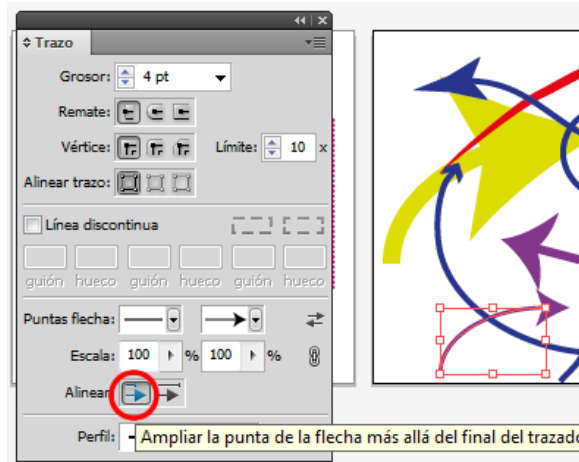 Trazo
Grosor: 4 pt
Remate:
Vértice: Límite: 10 x
Alinear trazo:
Línea discontinua
guión hueco guión hueco guión hueco
Puntas flecha:
Escala: 100 % 100 %
Alinear
Perfil: Ampliar la punta de la flecha más allá del final del trazado